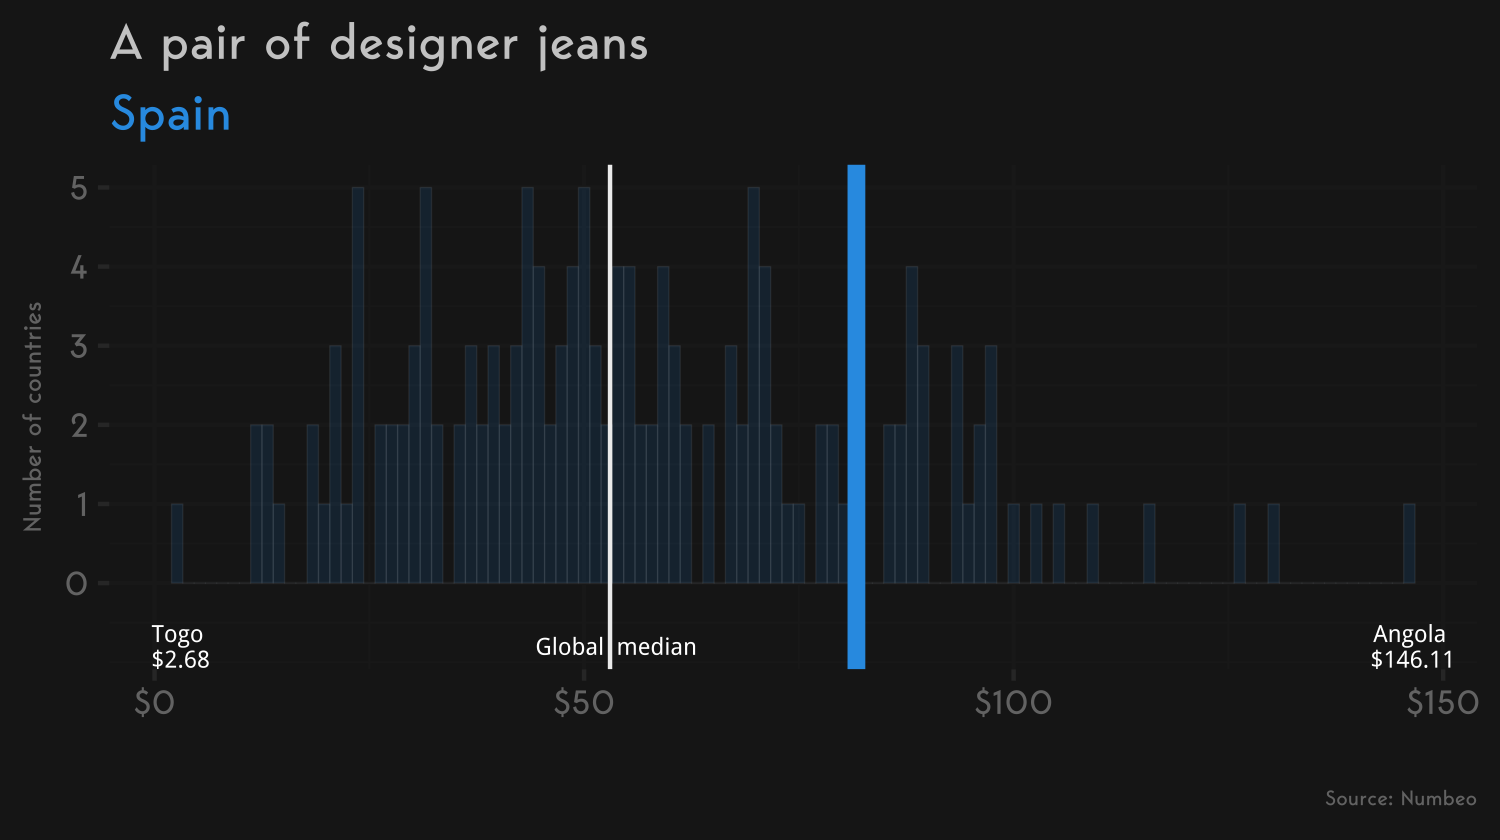 A pair of designer jeans
Spain
Number of countries
5
4
3
2
1
0
Togo
$2.68
Global median
Angola
$146.11
$0 $50 $100 $150
Source: Numbeo